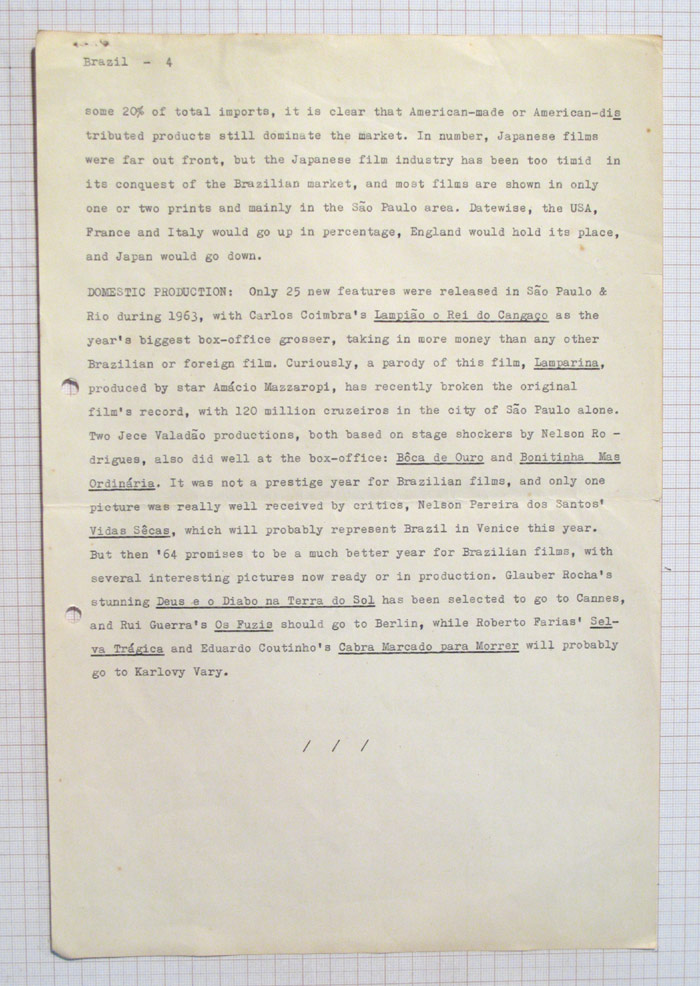 Brazil - 4
some 20% of total imports, it is clear that American-made or American-dis
tributed products still dominate the market. In number, Japanese films
were far out front, but the Japanese film industry has been too timid in
its conquest of the Brazilian market, and most films are shown in only
one or two prints and mainly in the São Paulo area. Datewise, the USA,
France and Italy would go up in percentage, England would hold its place,
and Japan would go down.
DOMESTIC PRODUCTION: Only 25 new features were released in São Paulo &
Rio during 1963, with Carlos Coimbra's Lampião o Rei do Cangaço as the
year's biggest box-office grosser, taking in more money than any other
Brazilian or foreign film. Curiously, a parody of this film, Lamparina,
produced by star Amácio Mazzaropi, has recently broken the original
film's record, with 120 million cruzeiros in the city of São Paulo alone.
Two Jece Valadão productions, both based on stage shockers by Nelson Ro -
drigues, also did well at the box-office: Bôca de Ouro and Bonitinha Mas
Ordinária. It was not a prestige year for Brazilian films, and only one
picture was really well received by critics, Nelson Pereira dos Santos'
Vidas Sêcas, which will probably represent Brazil in Venice this year.
But then '64 promises to be a much better year for Brazilian films, with
several interesting pictures now ready or in production. Glauber Rocha's
stunning Deus e o Diabo na Terra do Sol has been selected to go to Cannes,
and Rui Guerra's Os Fuzis should go to Berlin, while Roberto Farias' Sel-
va Trágica and Eduardo Coutinho's Cabra Marcado para Morrer will probably
go to Karlovy Vary.
/ / /